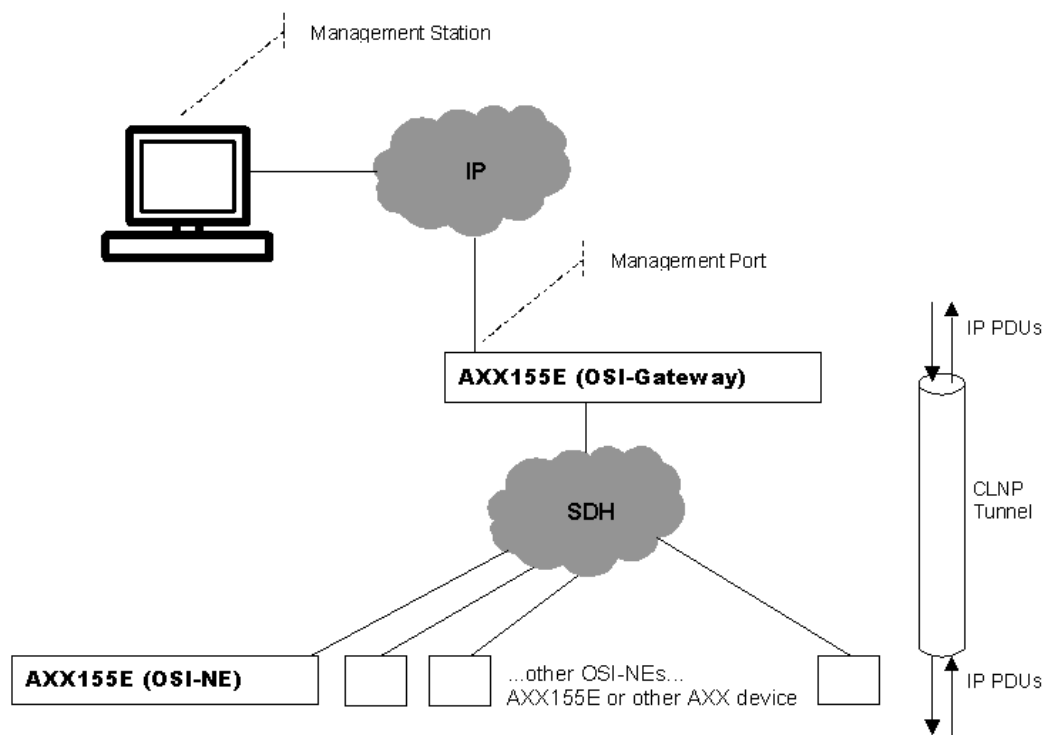 Management Station
IP
Management Port
IP PDUs
AXX155E (OSI-Gateway)
CLNP
Tunnel
SDH
AXX155E (OSI-NE)
...other OSI-NEs...
AXX155E or other AXX device
IP PDUs